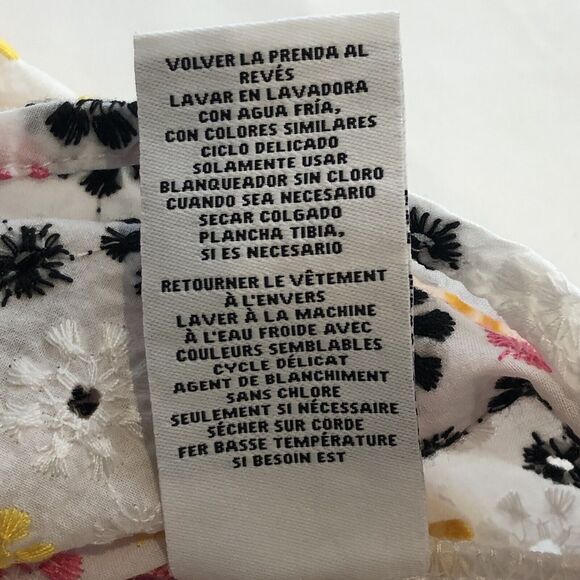 VOLVER LA PRENDA AL
REVÉS
LAVAR EN LAVADORA
CON AGUA FRÍA,
CON COLORES SIMILARES
CICLO DELICADO
SOLAMENTE USAR
BLANQUEADOR SIN CLORO
CUANDO SEA NECESARIO
SECAR COLGADO
PLANCHA TIBIA,
SI ES NECESARIO
RETOURNER LE VÊTEMENT
À L'ENVERS
LAVER À LA MACHINE
À L'EAU FROIDE AVEC
COULEURS SEMBLABLES
CYCLE DÉLICAT
AGENT DE BLANCHIMENT
SANS CHLORE
SEULEMENT SI NÉCESSAIRE
SÉCHER SUR CORDE
FER BASSE TEMPÉRATURE
SI BESOIN EST